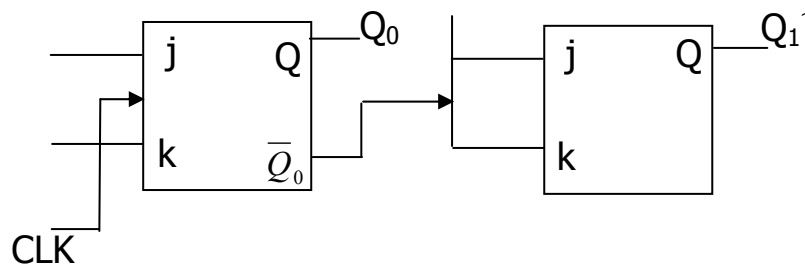 j Q Q₀
k Q̅₀
CLK
j Q Q₁
k